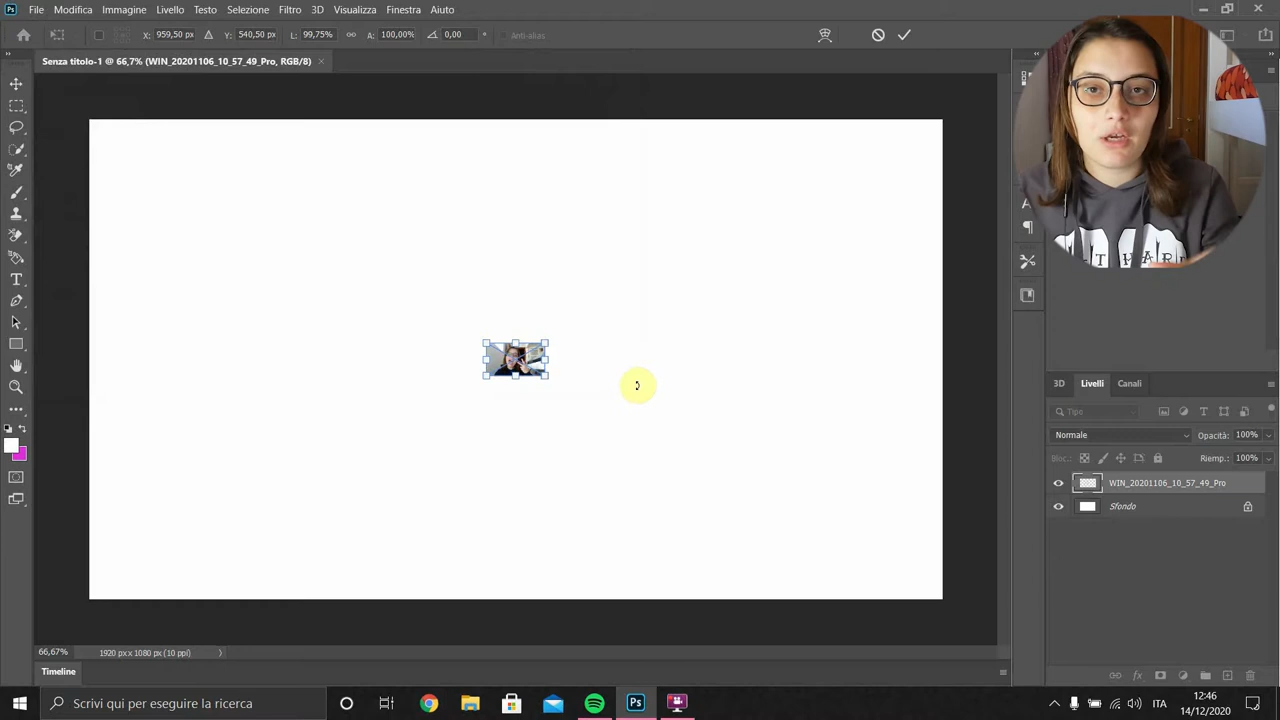 Ps File Modifica Immagine Livello Testo Selezione Filtro 3D Visualizza Finestra Aiuto
X: 959,50 px Y: 540,50 px L: 99,75% A: 100,00% 0,00 ° Anti-alias
Senza titolo-1 @ 66,7% (WIN_20201106_10_57_49_Pro, RGB/8) ×
3D Livelli Canali
Tipo
Normale Opacità: 100%
Bloc.: Riemp.: 100%
WIN_20201106_10_57_49_Pro
Sfondo
66,67% 1920 px x 1080 px (10 ppi)
Timeline
Scrivi qui per eseguire la ricerca
Ps
ITA
12:46
14/12/2020